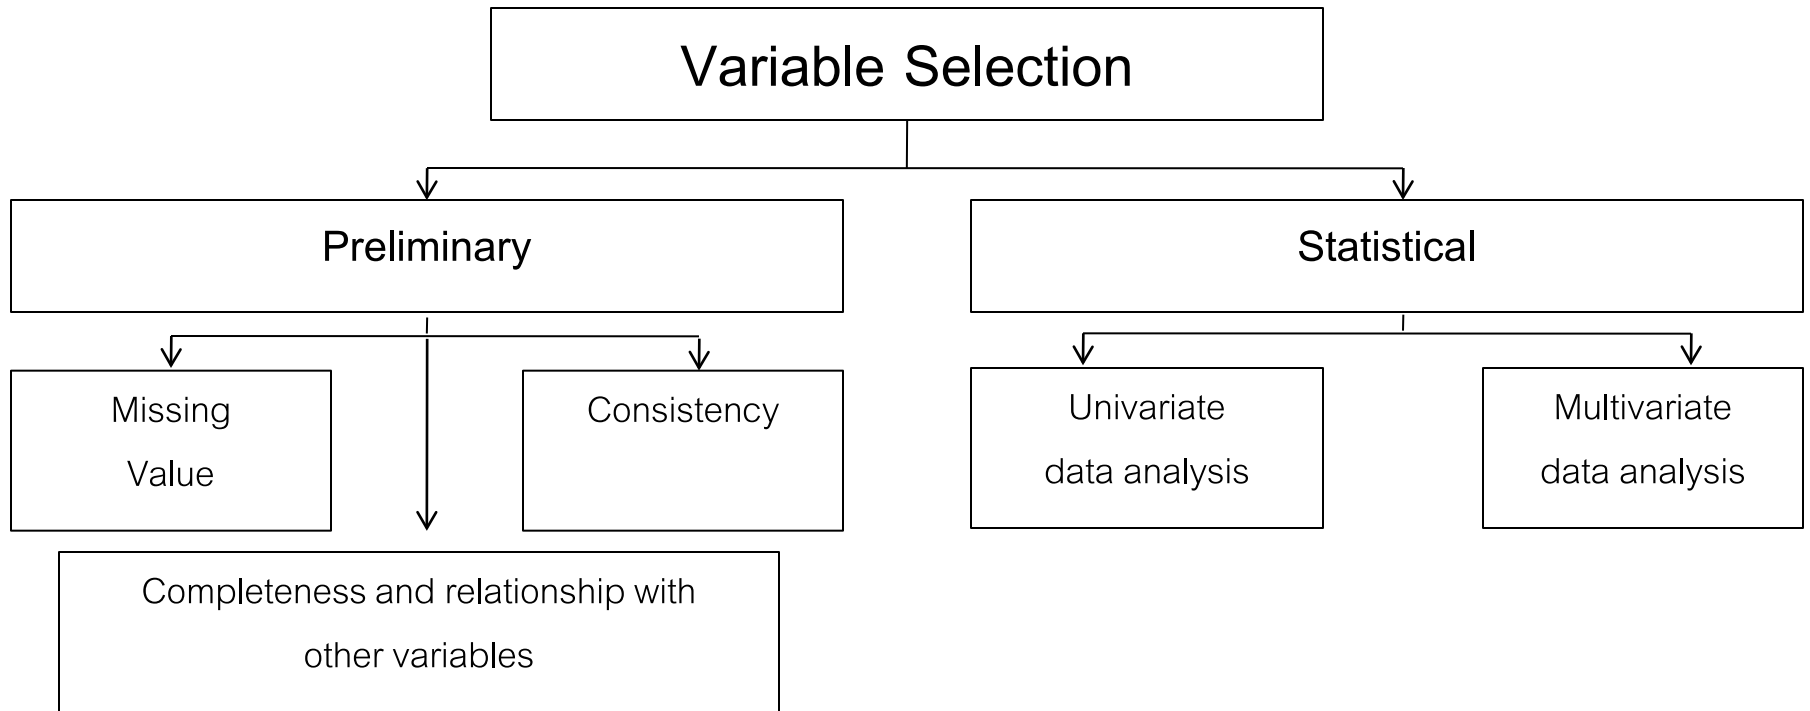 Variable Selection
Preliminary
Statistical
Missing
Value
Consistency
Univariate
data analysis
Multivariate
data analysis
Completeness and relationship with
other variables